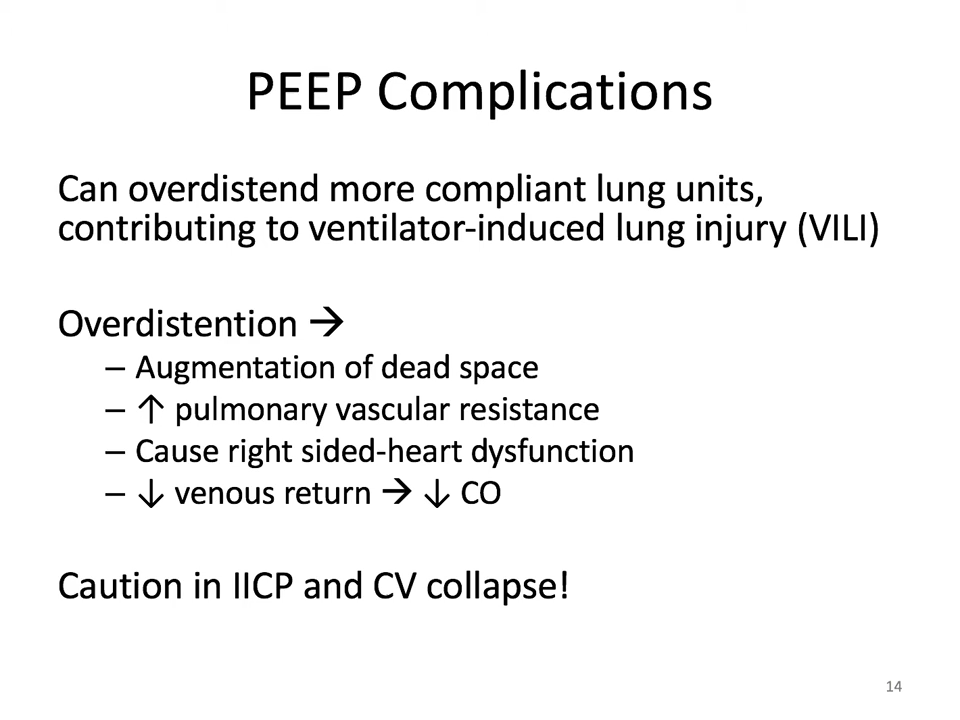 PEEP Complications
Can overdistend more compliant lung units,
contributing to ventilator-induced lung injury (VILI)
Overdistention →
– Augmentation of dead space
– ↑ pulmonary vascular resistance
– Cause right sided-heart dysfunction
– ↓ venous return → ↓ CO
Caution in IICP and CV collapse!
14